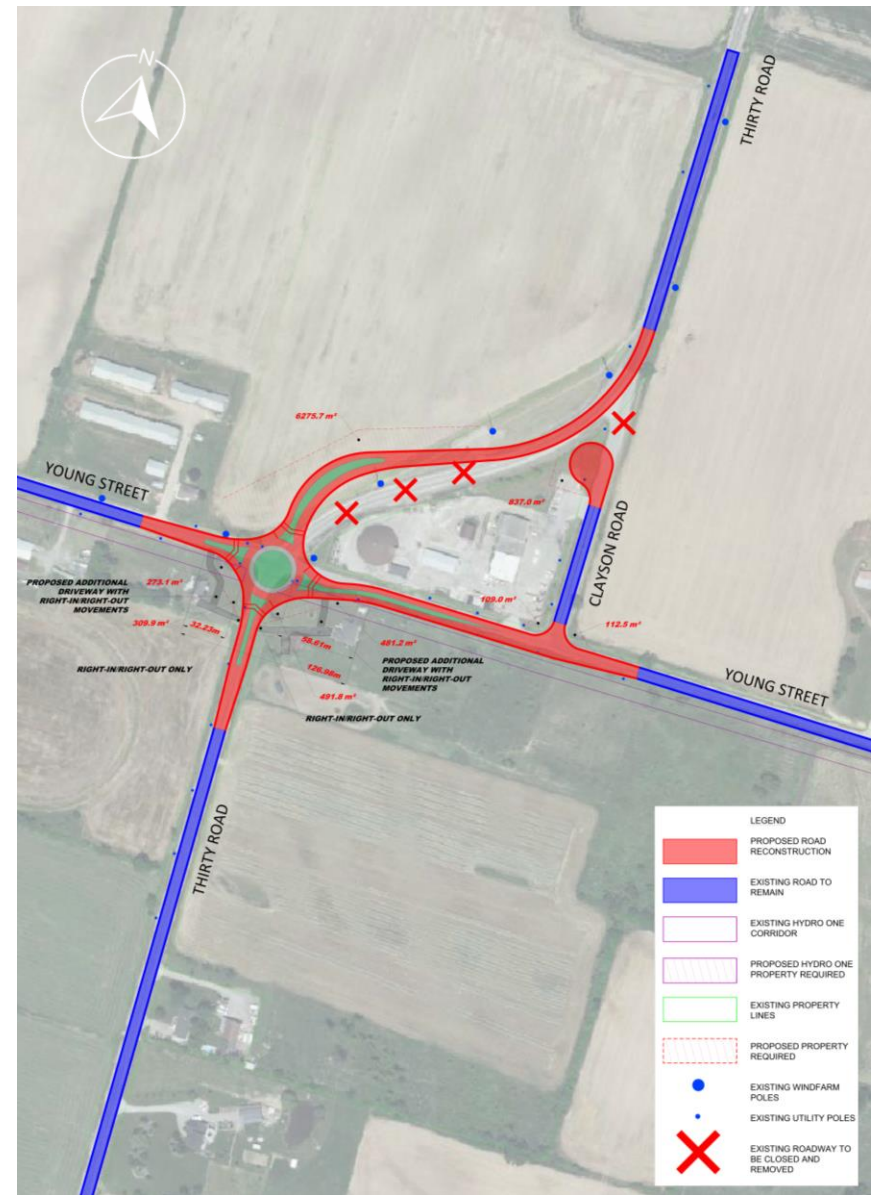 N
THIRTY ROAD
6275.7 m²
YOUNG STREET
837.0 m²
CLAYSON ROAD
PROPOSED ADDITIONAL
DRIVEWAY WITH
RIGHT-IN/RIGHT-OUT
MOVEMENTS
273.1 m²
309.9 m²
32.23m
109.0 m²
112.5 m²
55.61m
481.2 m²
PROPOSED ADDITIONAL
DRIVEWAY WITH
RIGHT-IN/RIGHT-OUT
MOVEMENTS
RIGHT-IN/RIGHT-OUT ONLY
126.98m
491.8 m²
RIGHT-IN/RIGHT-OUT ONLY
YOUNG STREET
THIRTY ROAD
LEGEND
PROPOSED ROAD
RECONSTRUCTION
EXISTING ROAD TO
REMAIN
EXISTING HYDRO ONE
CORRIDOR
PROPOSED HYDRO ONE
PROPERTY REQUIRED
EXISTING PROPERTY
LINES
PROPOSED PROPERTY
REQUIRED
EXISTING WINDFARM
POLES
EXISTING UTILITY POLES
EXISTING ROADWAY TO
BE CLOSED AND
REMOVED